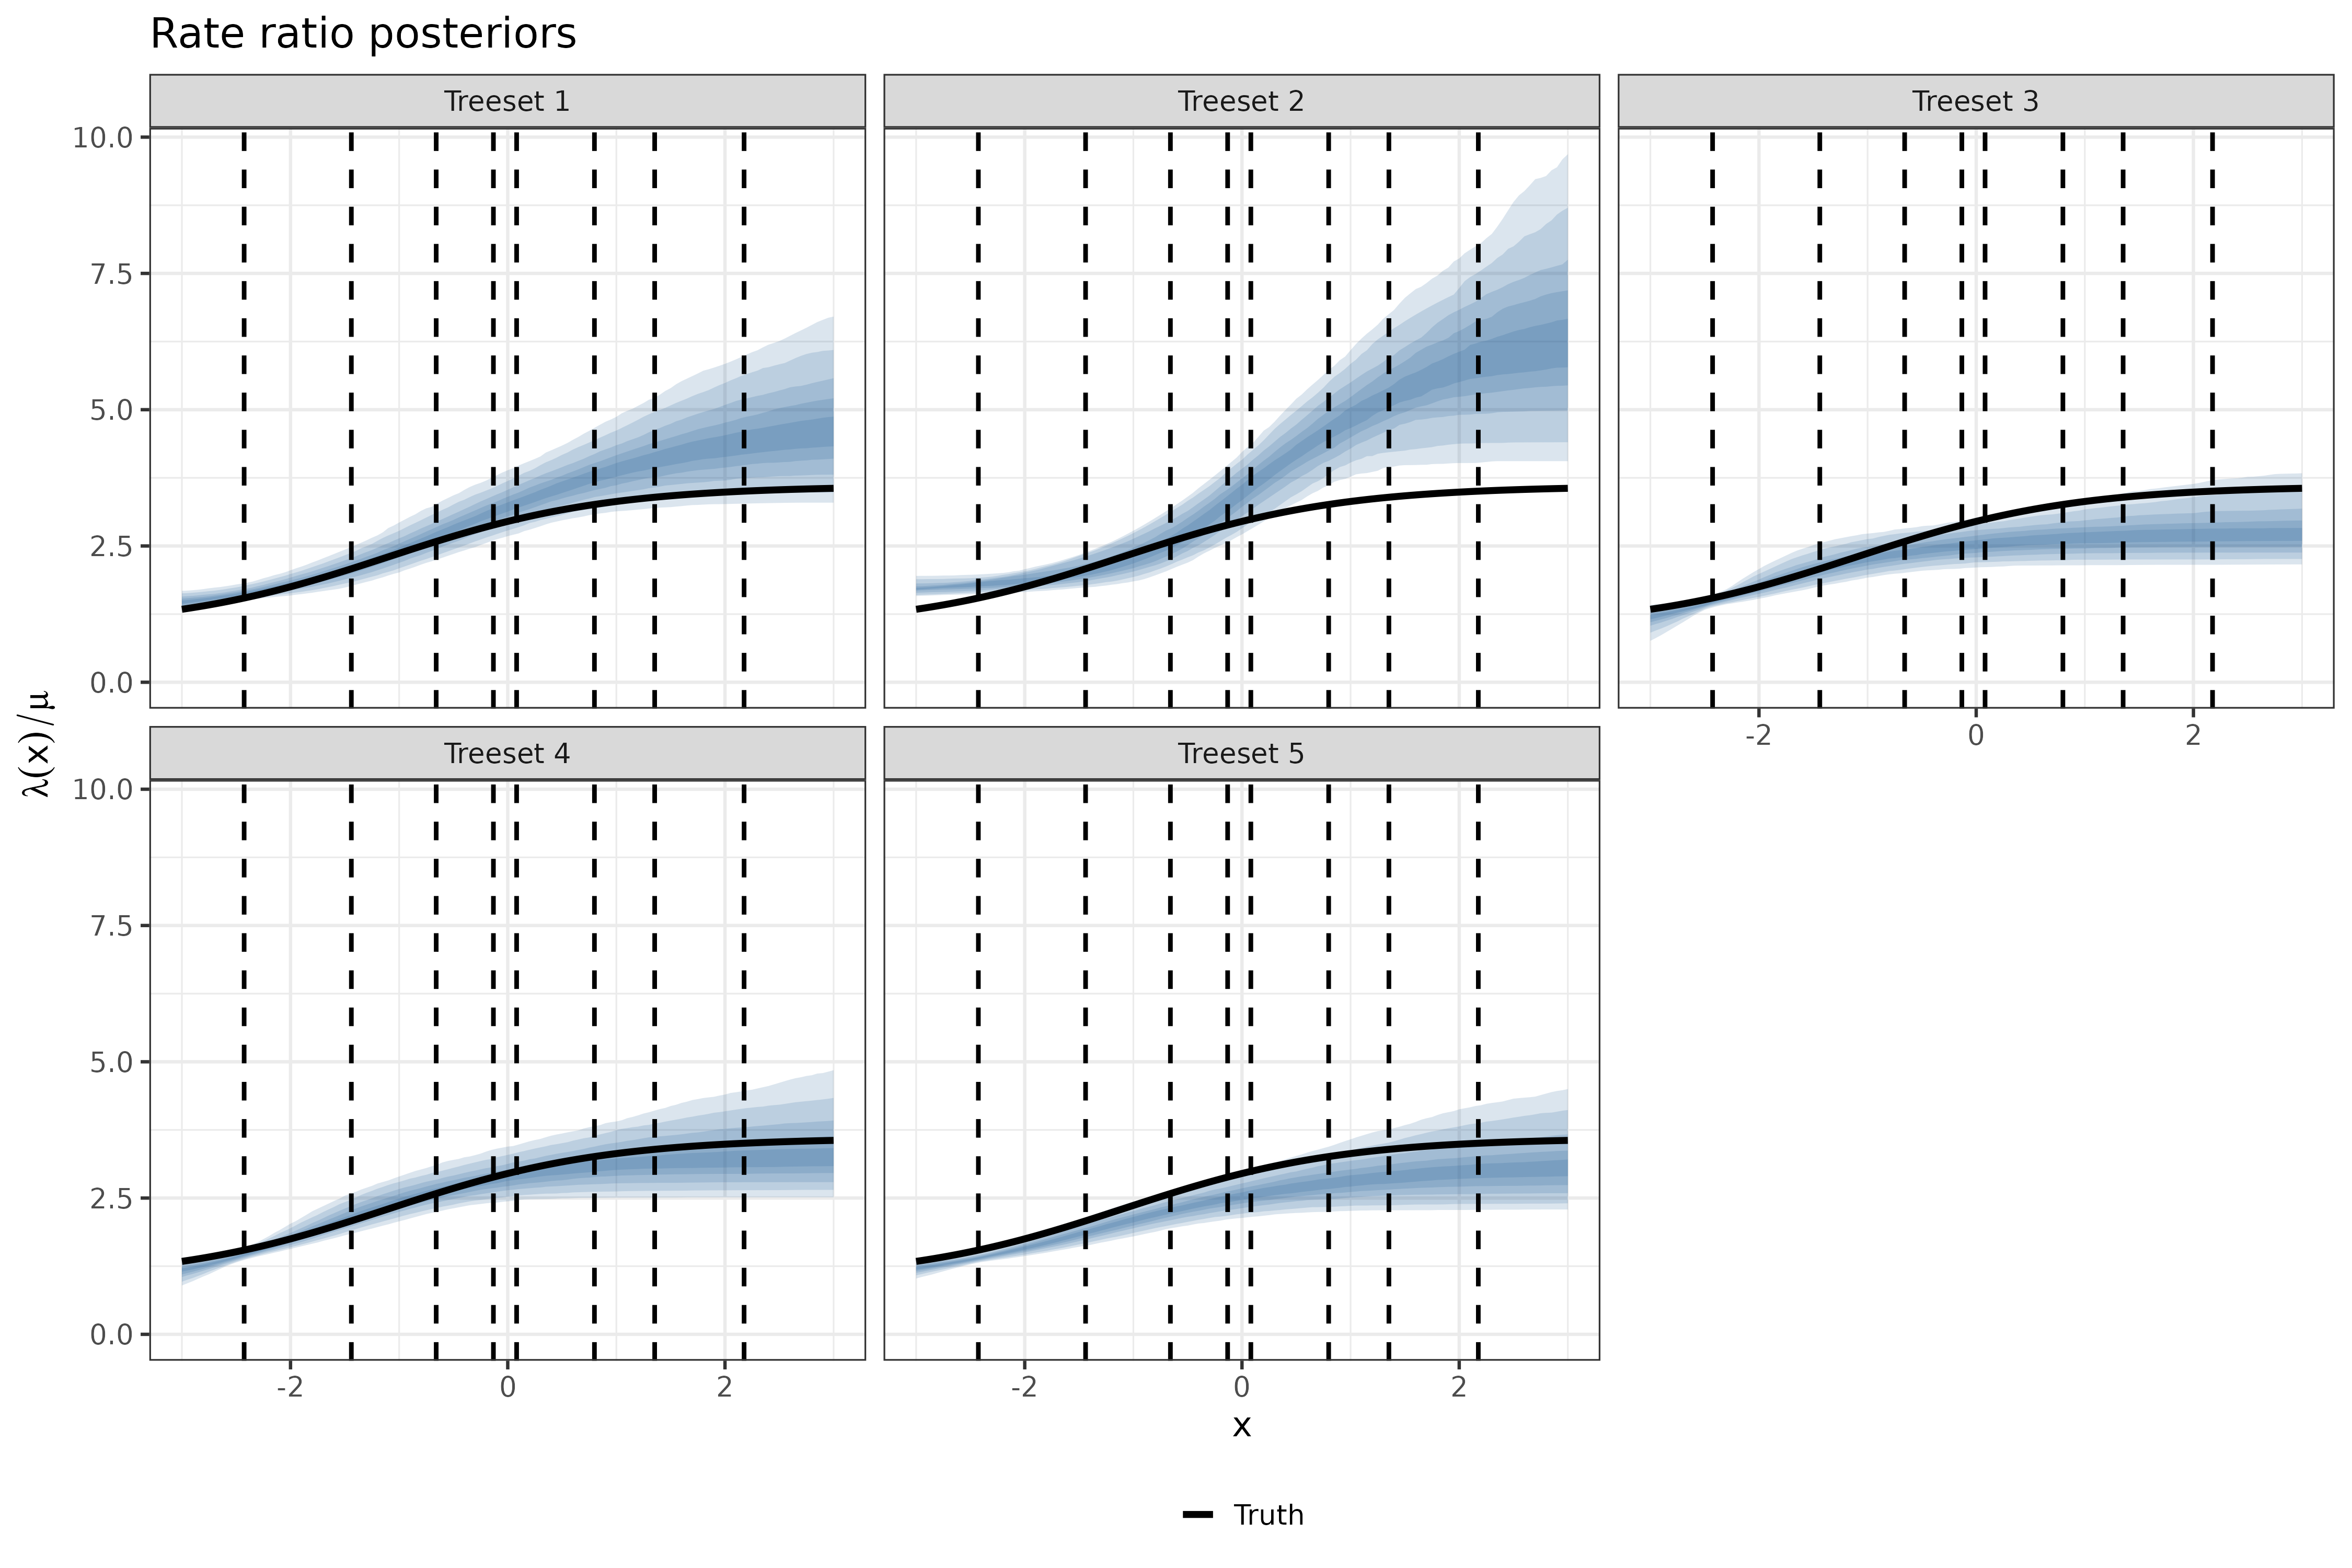 Rate ratio posteriors
Treeset 1
Treeset 2
Treeset 3
10.0
7.5
5.0
2.5
0.0
-2
0
2
λ(x)/μ
Treeset 4
Treeset 5
10.0
7.5
5.0
2.5
0.0
-2
0
2
-2
0
2
x
Truth